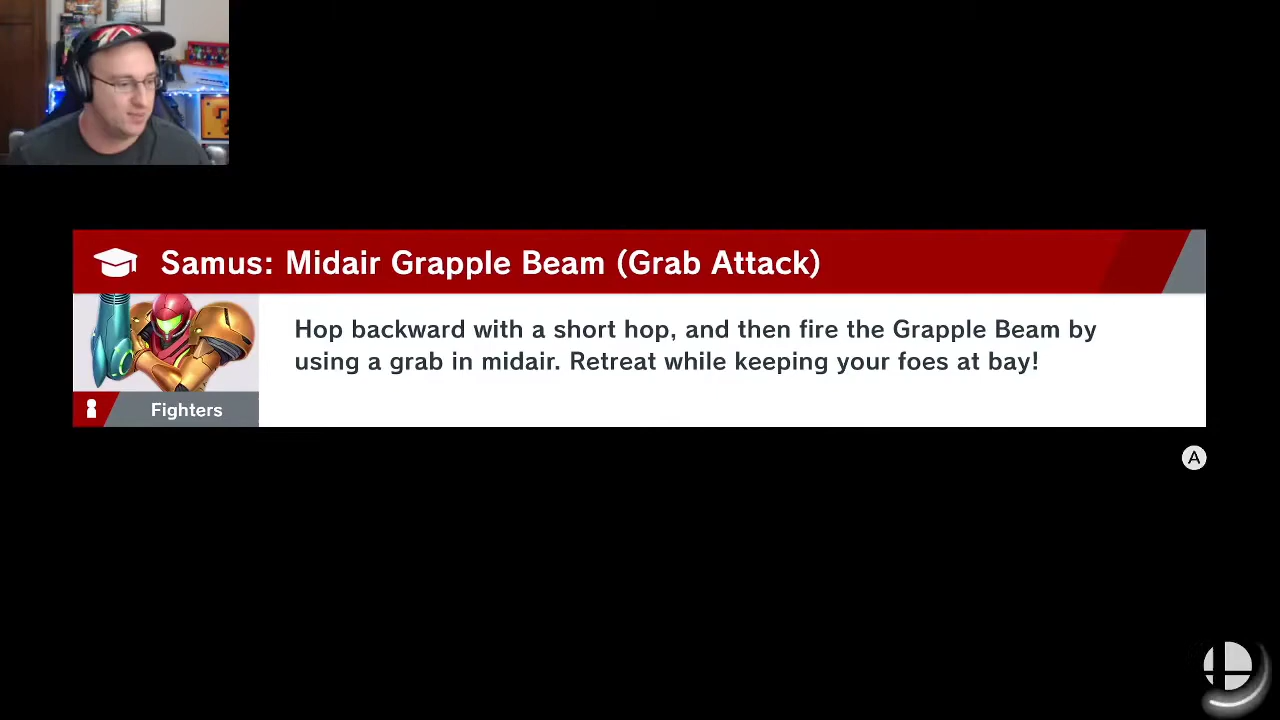 Samus: Midair Grapple Beam (Grab Attack)
Hop backward with a short hop, and then fire the Grapple Beam by
using a grab in midair. Retreat while keeping your foes at bay!
Fighters
A